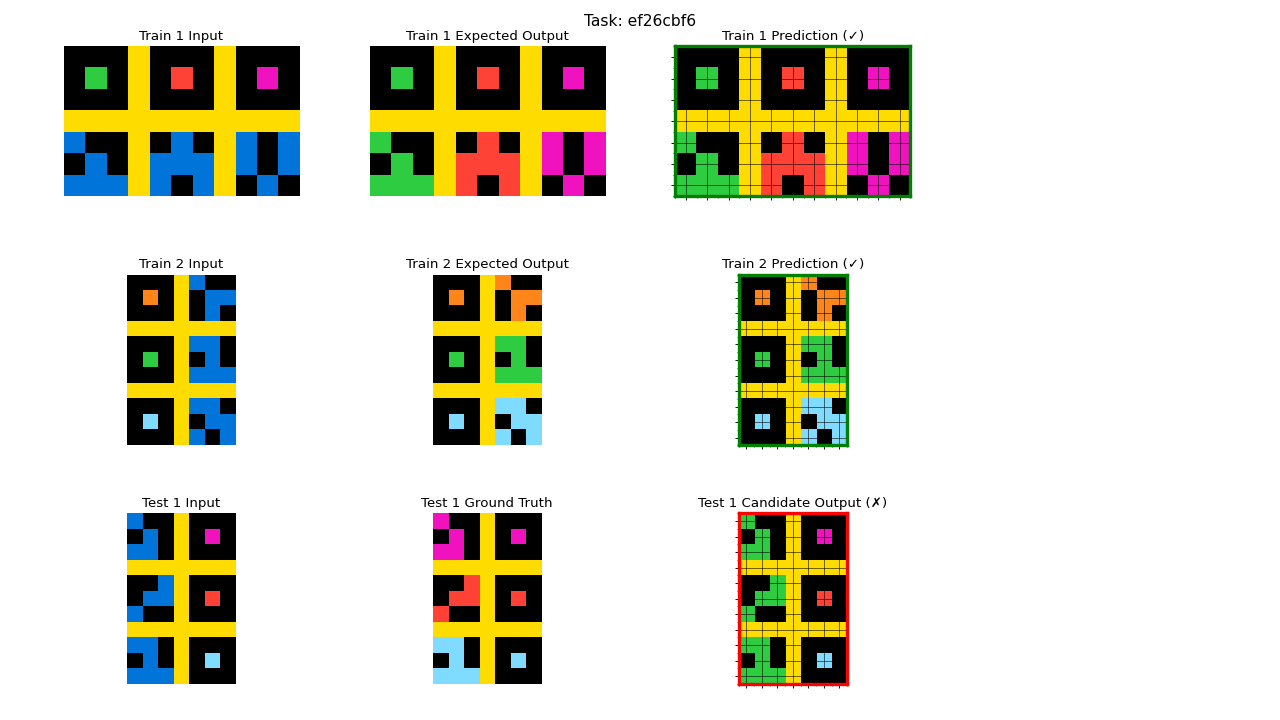 Task: ef26cbf6
Train 1 Input
Train 1 Expected Output
Train 1 Prediction (✓)
Train 2 Input
Train 2 Expected Output
Train 2 Prediction (✓)
Test 1 Input
Test 1 Ground Truth
Test 1 Candidate Output (✗)